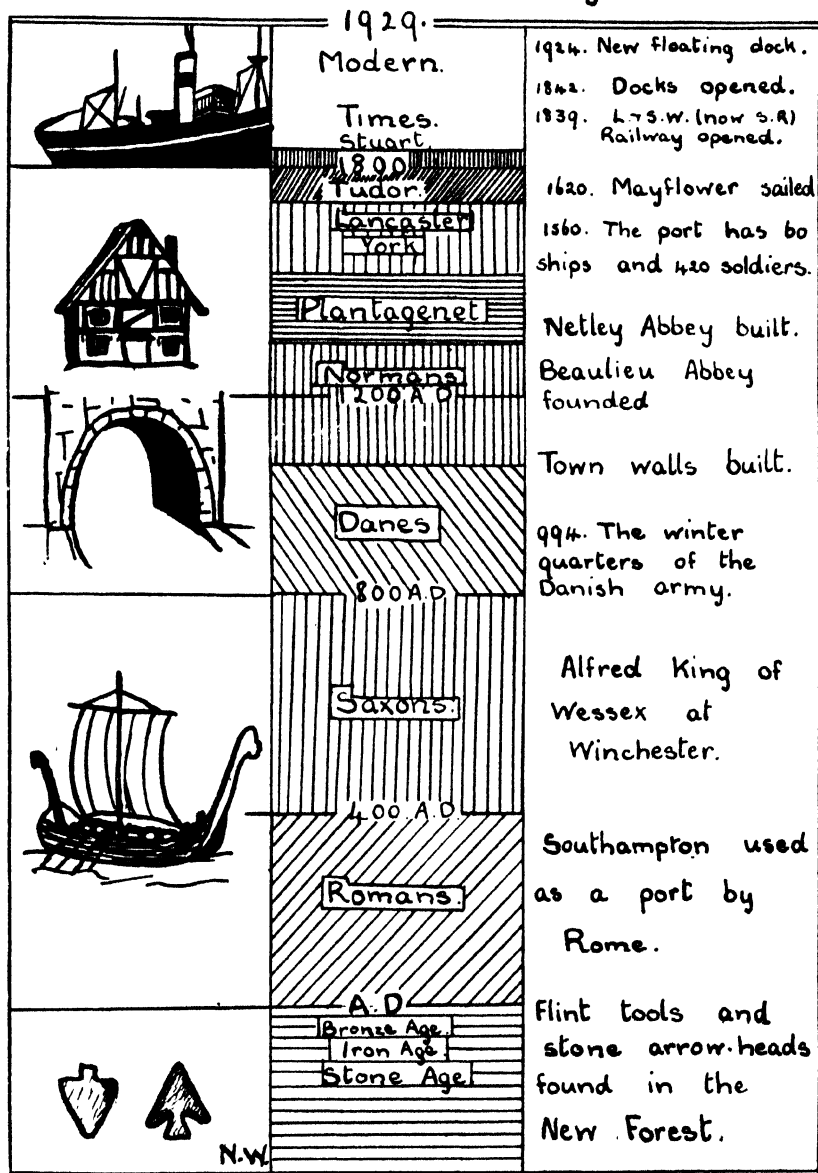 1929.
Modern.
Times.
Stuart.
1800
Tudor.
Lancaster
York
Plantagenet
Normans
1200 A.D
Danes
800 A.D
Saxons.
400 A.D.
Romans.
A.D
Bronze Age.
Iron Age.
Stone Age
N.W.
1924. New floating dock.
1842. Docks opened.
1839. L+S.W. (now S.R)
Railway opened.
1620. Mayflower sailed
1560. The port has 60
ships and 420 soldiers.
Netley Abbey built.
Beaulieu Abbey
founded
Town walls built.
994. The winter
quarters of the
Danish army.
Alfred King of
Wessex at
Winchester.
Southampton used
as a port by
Rome.
Flint tools and
stone arrow-heads
found in the
New Forest.